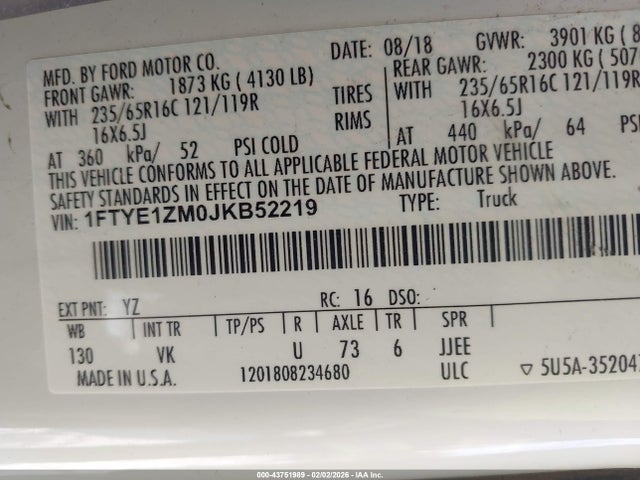 MFD. BY FORD MOTOR CO. DATE: 08/18 GVWR: 3901 KG ( 8
FRONT GAWR: 1873 KG ( 4130 LB) REAR GAWR: 2300 KG ( 507
WITH 235/65R16C 121/119R TIRES WITH 235/65R16C 121/119R
16X6.5J RIMS 16X6.5J
AT 360 kPa/ 52 PSI COLD AT 440 kPa/ 64 PSI
THIS VEHICLE CONFORMS TO ALL APPLICABLE FEDERAL MOTOR VEHICLE
SAFETY STANDARDS IN EFFECT ON THE DATE OF MANUFACTURE SHOWN ABOVE.
VIN: 1FTYE1ZM0JKB52219 TYPE: Truck
EXT PNT: YZ RC: 16 DSO:
WB INT TR TP/PS R AXLE TR SPR
130 VK U 73 6 JJEE
MADE IN U.S.A. 1201808234680 ULC ▽ 5U5A-35204
000-43751989 - 02/02/2026 - IAA Inc.